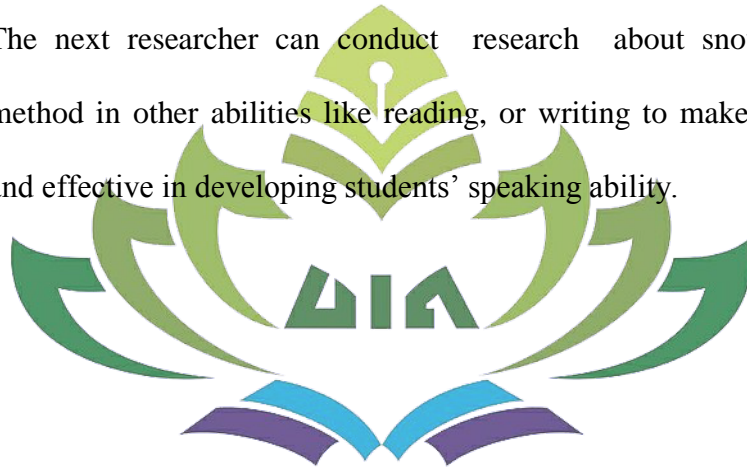 The next researcher can conduct research about sno
method in other abilities like reading, or writing to make
and effective in developing students' speaking ability.
UIN